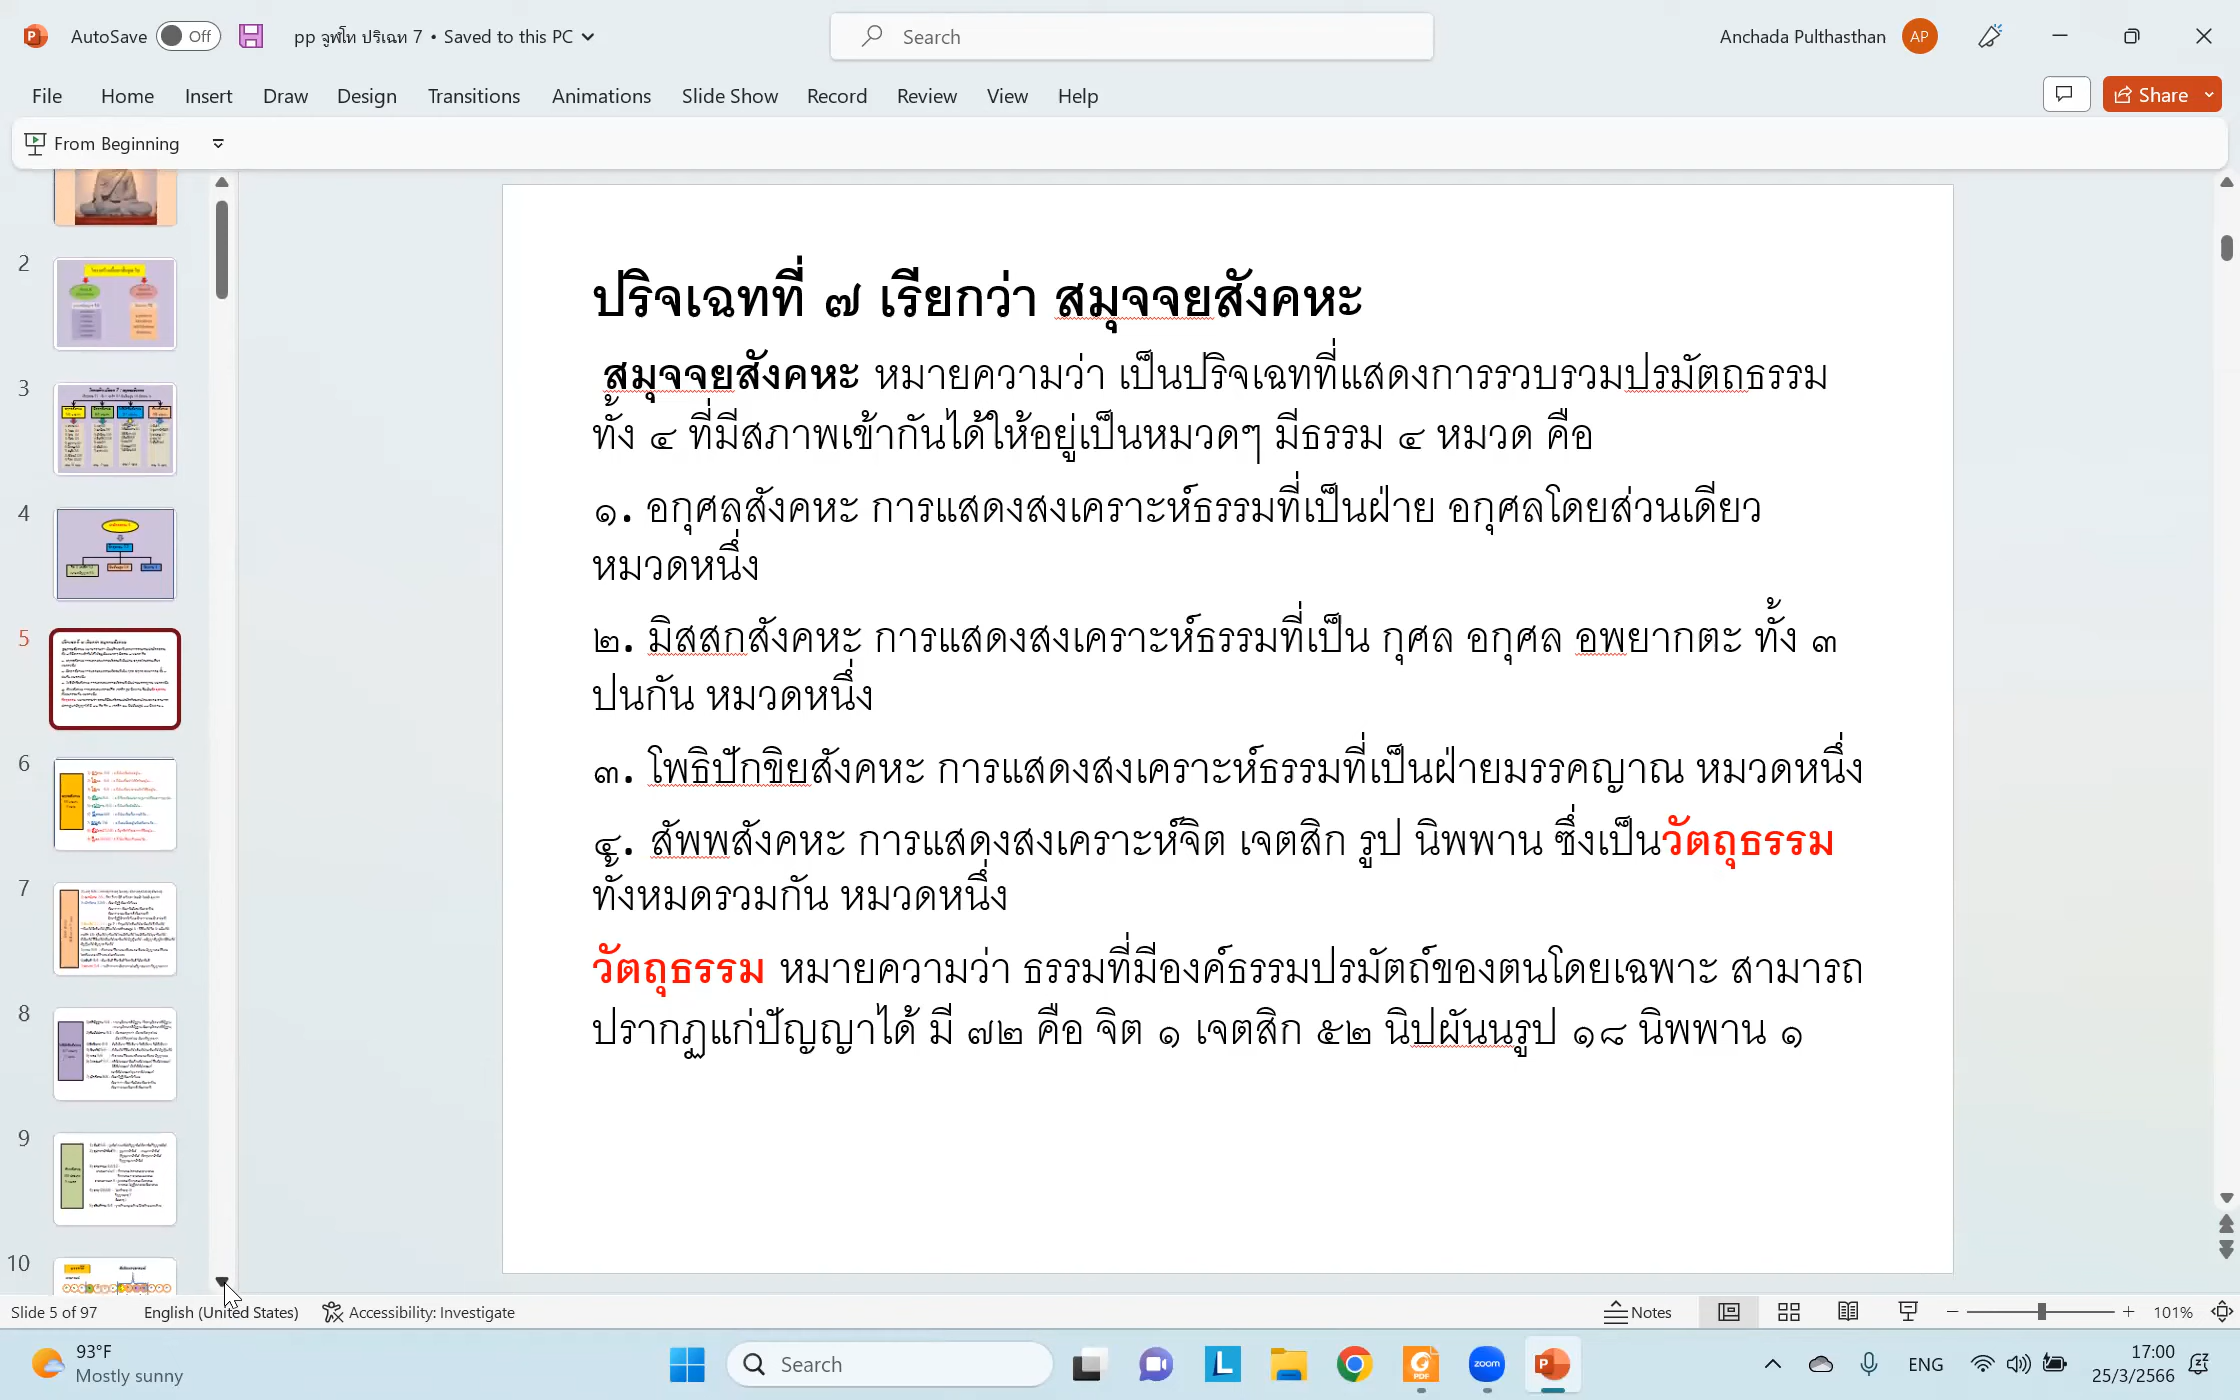 AutoSave Off pp จูฬโท ปริเฉท 7 • Saved to this PC Search Anchada Pulthasthan AP
File Home Insert Draw Design Transitions Animations Slide Show Record Review View Help Share
From Beginning
ปริจเฉทที่ ๗ เรียกว่า สมุจจยสังคหะ
สมุจจยสังคหะ หมายความว่า เป็นปริจเฉทที่แสดงการรวบรวมปรมัตถธรรม
ทั้ง ๔ ที่มีสภาพเข้ากันได้ให้อยู่เป็นหมวดๆ มีธรรม ๔ หมวด คือ
๑. อกุศลสังคหะ การแสดงสงเคราะห์ธรรมที่เป็นฝ่าย อกุศลโดยส่วนเดียว
หมวดหนึ่ง
๒. มิสสกสังคหะ การแสดงสงเคราะห์ธรรมที่เป็น กุศล อกุศล อพยากตะ ทั้ง ๓
ปนกัน หมวดหนึ่ง
๓. โพธิปักขิยสังคหะ การแสดงสงเคราะห์ธรรมที่เป็นฝ่ายมรรคญาณ หมวดหนึ่ง
๔. สัพพสังคหะ การแสดงสงเคราะห์จิต เจตสิก รูป นิพพาน ซึ่งเป็นวัตถุธรรม
ทั้งหมดรวมกัน หมวดหนึ่ง
วัตถุธรรม หมายความว่า ธรรมที่มีองค์ธรรมปรมัตถ์ของตนโดยเฉพาะ สามารถ
ปรากฏแก่ปัญญาได้ มี ๗๒ คือ จิต ๑ เจตสิก ๕๒ นิปผันนรูป ๑๘ นิพพาน ๑
2
3
4
5
6
7
8
9
10
Slide 5 of 97 English (United States) Accessibility: Investigate Notes 101%
93°F
Mostly sunny
Search
L
PDF
zoom
P
ENG
17:00
25/3/2566